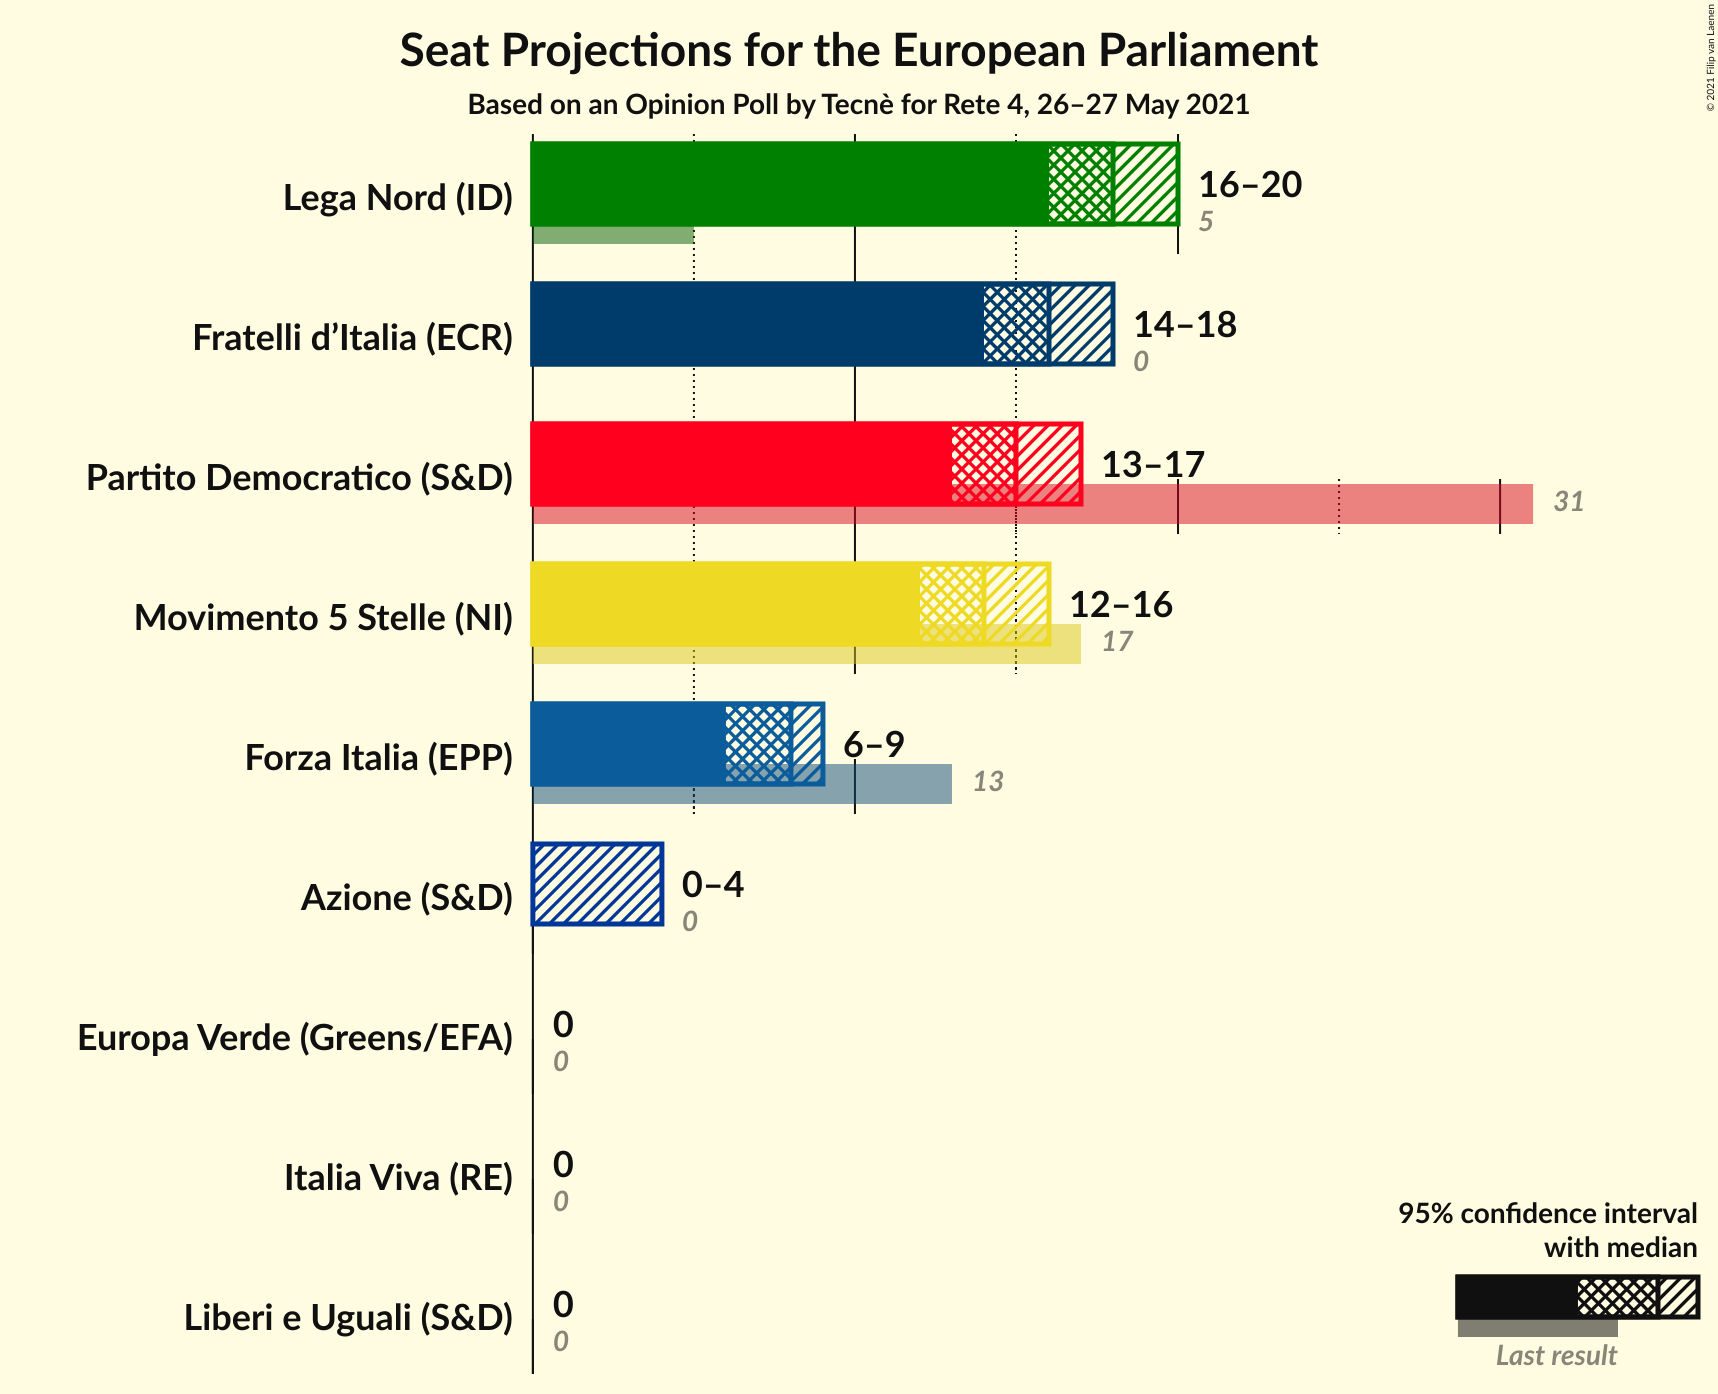 Seat Projections for the European Parliament
Based on an Opinion Poll by Tecnè for Rete 4, 26–27 May 2021
© 2021 Filip van Laenen
Lega Nord (ID)
16–20
5
Fratelli d’Italia (ECR)
14–18
0
Partito Democratico (S&D)
13–17
31
Movimento 5 Stelle (NI)
12–16
17
Forza Italia (EPP)
6–9
13
Azione (S&D)
0–4
0
Europa Verde (Greens/EFA)
0
0
Italia Viva (RE)
0
0
Liberi e Uguali (S&D)
0
0
95% confidence interval
with median
Last result